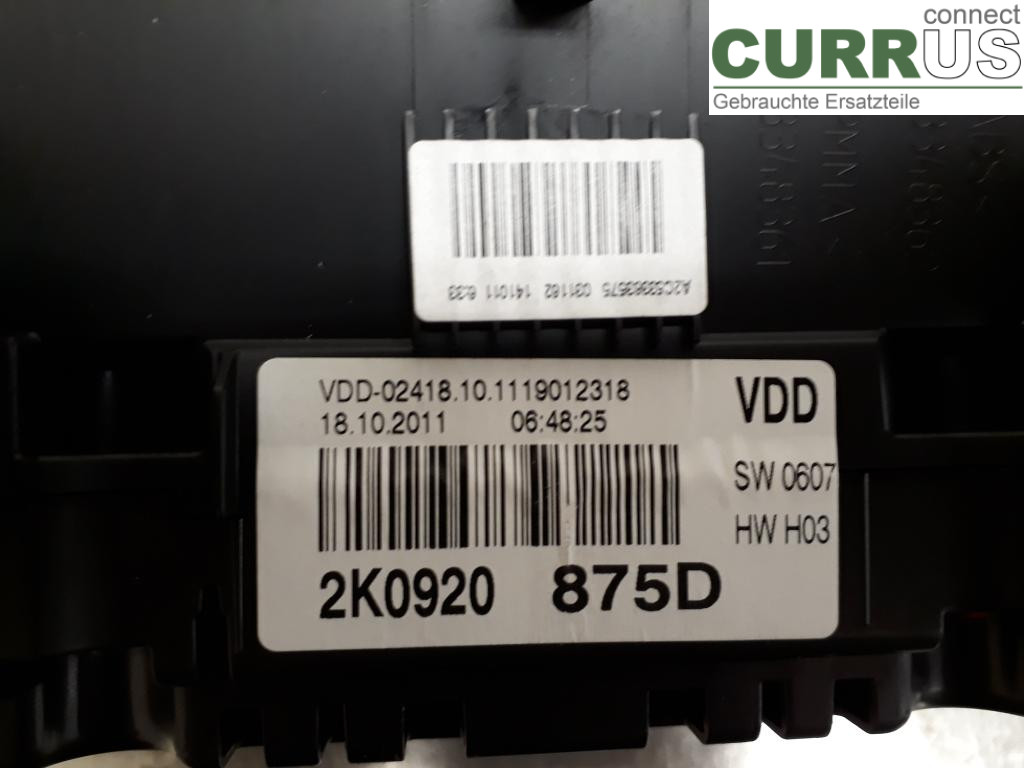 connect
CURRUS
Gebrauchte Ersatzteile
A2C53363575 031162 141011 6:33
VDD-02418.10.1119012318
18.10.2011 06:48:25
VDD
SW 0607
HW H03
2K0920 875D